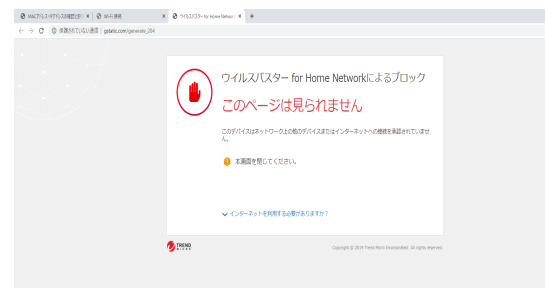 MACアドレス・IPアドレスの確認と割り
Wi-Fi 接続
ウイルスバスター for Home Networ
保護されていない通信 | gstatic.com/generate_204
ウイルスバスター for Home Networkによるブロック
このページは見られません
このデバイスはネットワーク上の他のデバイスまたはインターネットへの接続を承認されていませ
ん。
本画面を閉じてください。
インターネットを利用する必要がありますか？
TREND
MICRO
Copyright © 2019 Trend Micro Incorporated. All rights reserved.